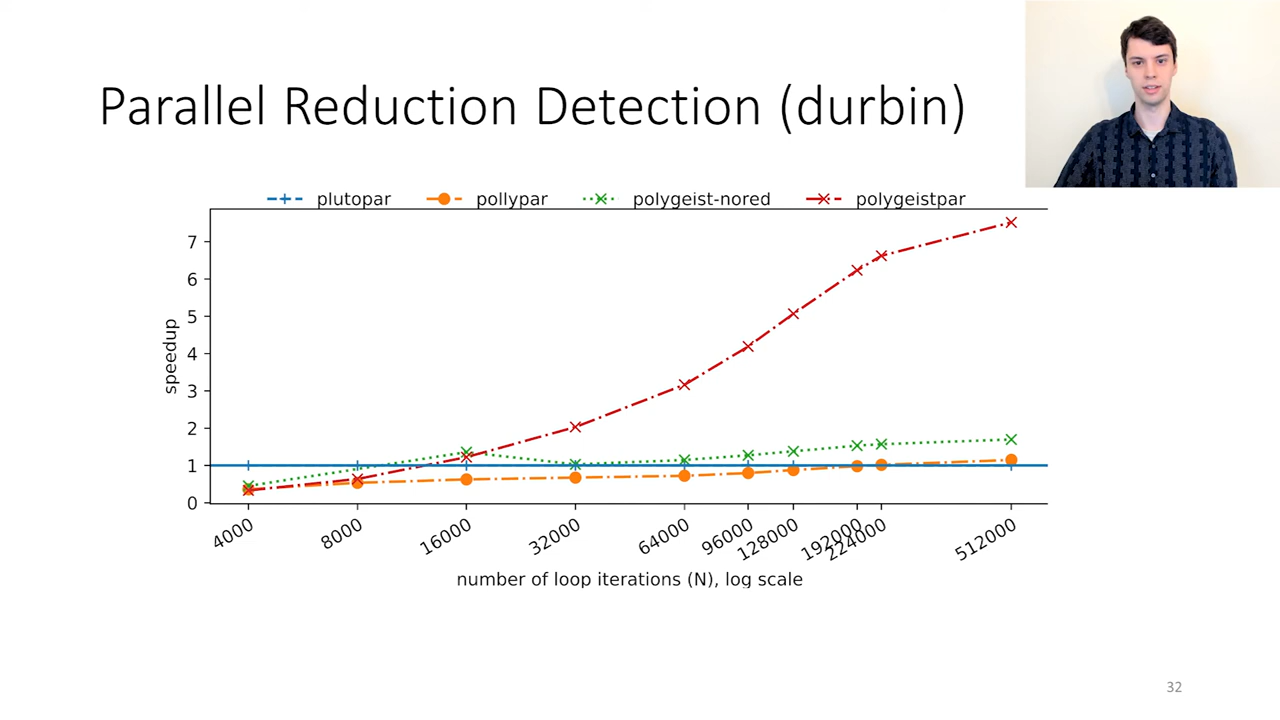 Parallel Reduction Detection (durbin)
plutopar pollypar polygeist-nored polygeistpar
7
6
5
4
3
2
1
0
speedup
4000 8000 16000 32000 64000 96000 128000 192000 224000 512000
number of loop iterations (N), log scale
32